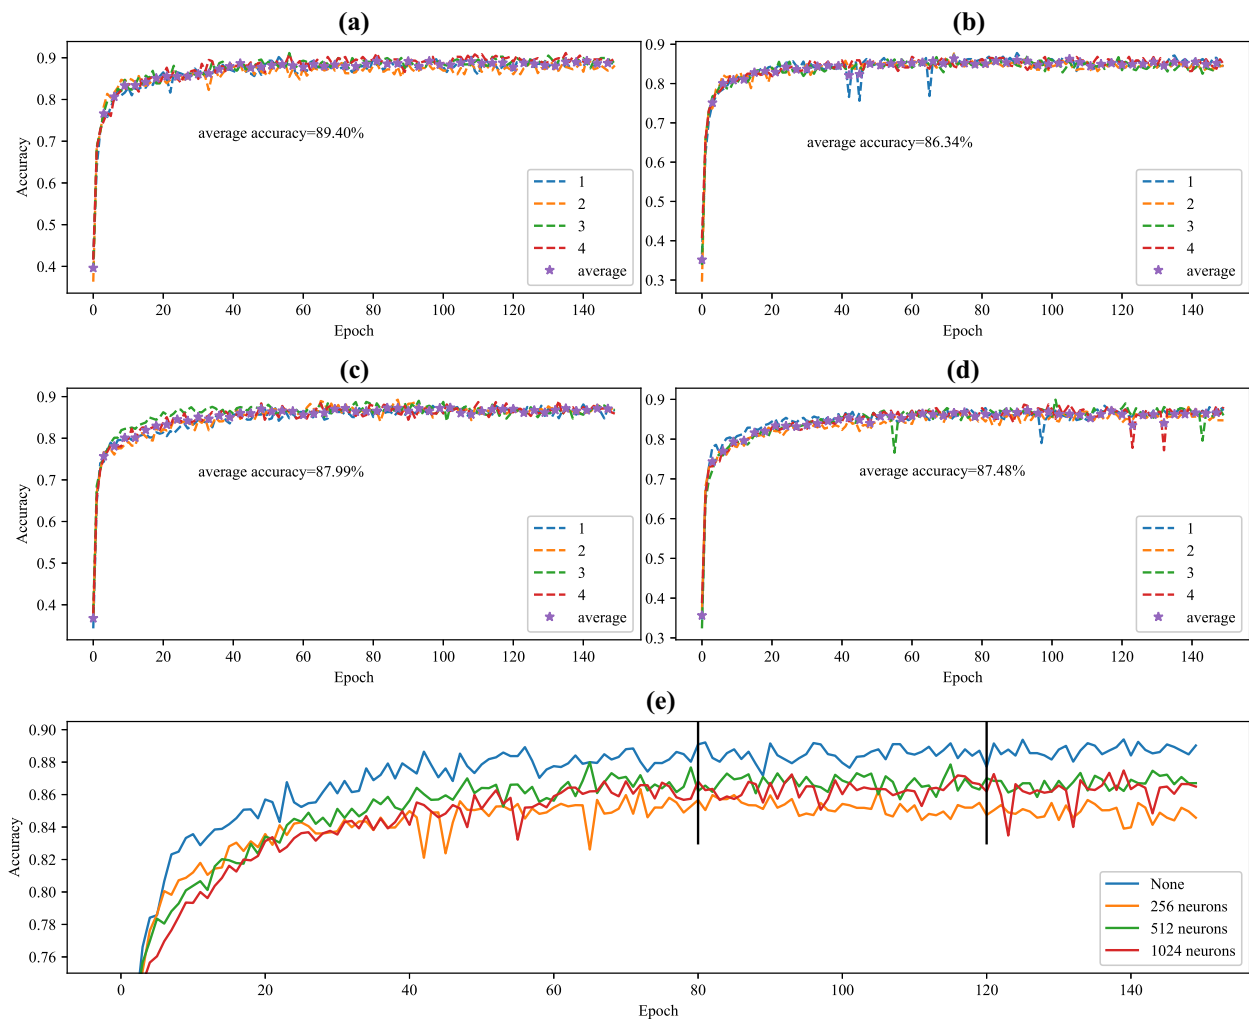 (a)
0.9
0.8
0.7
0.6
0.5
0.4
Accuracy
average accuracy=89.40%
1
2
3
4
average
0 20 40 60 80 100 120 140
Epoch
(b)
0.9
0.8
0.7
0.6
0.5
0.4
0.3
average accuracy=86.34%
1
2
3
4
average
0 20 40 60 80 100 120 140
Epoch
(c)
0.9
0.8
0.7
0.6
0.5
0.4
Accuracy
average accuracy=87.99%
1
2
3
4
average
0 20 40 60 80 100 120 140
Epoch
(d)
0.9
0.8
0.7
0.6
0.5
0.4
0.3
average accuracy=87.48%
1
2
3
4
average
0 20 40 60 80 100 120 140
Epoch
(e)
0.90
0.88
0.86
0.84
0.82
0.80
0.78
0.76
Accuracy
None
256 neurons
512 neurons
1024 neurons
0 20 40 60 80 100 120 140
Epoch